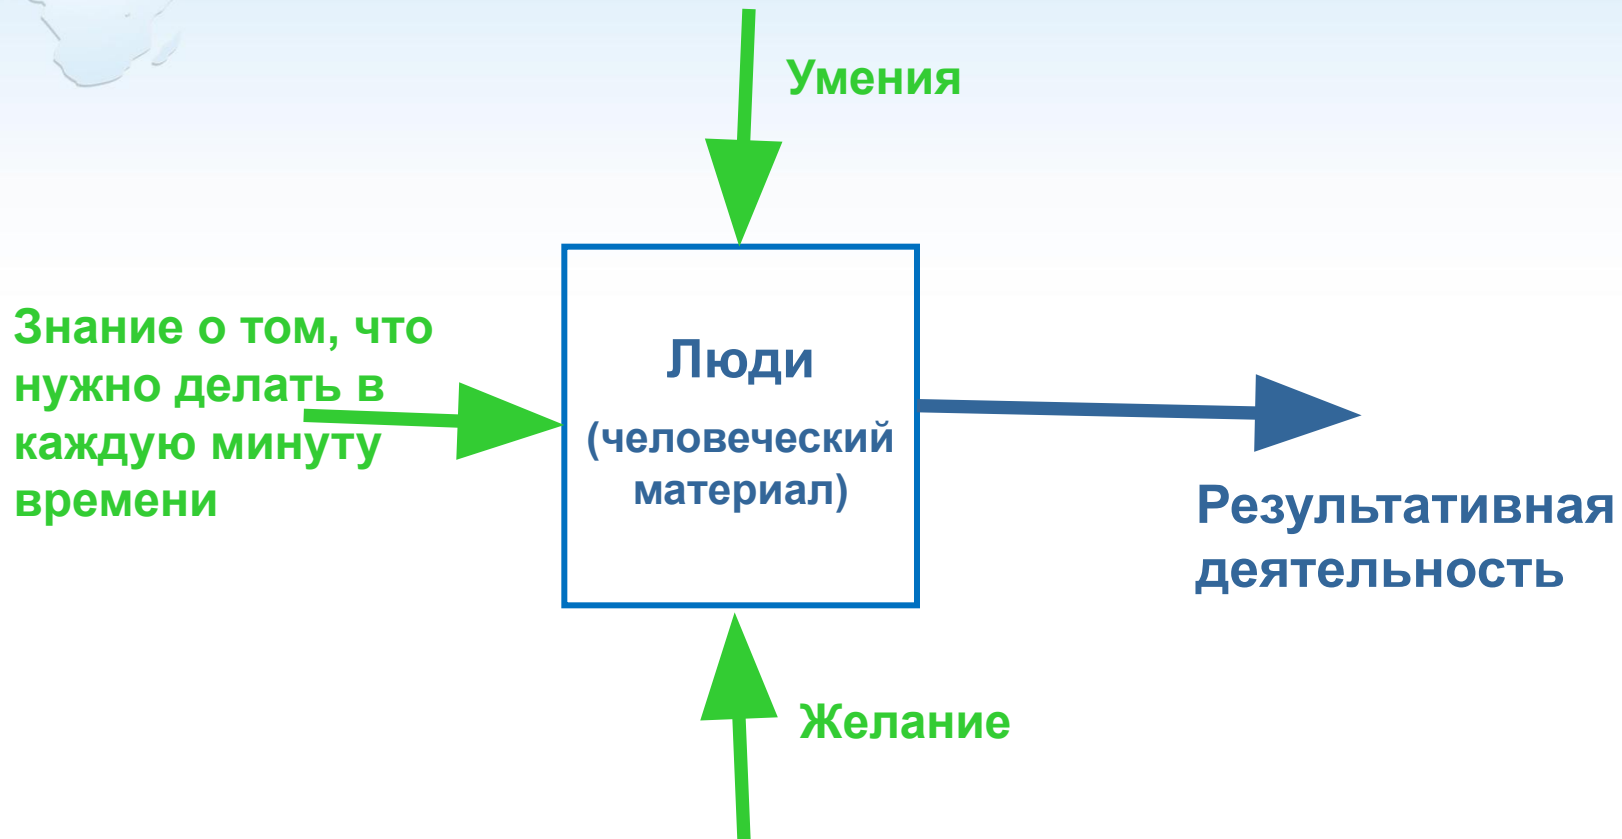 Умения
Знание о том, что
нужно делать в
каждую минуту
времени
Люди
(человеческий
материал)
Результативная
деятельность
Желание